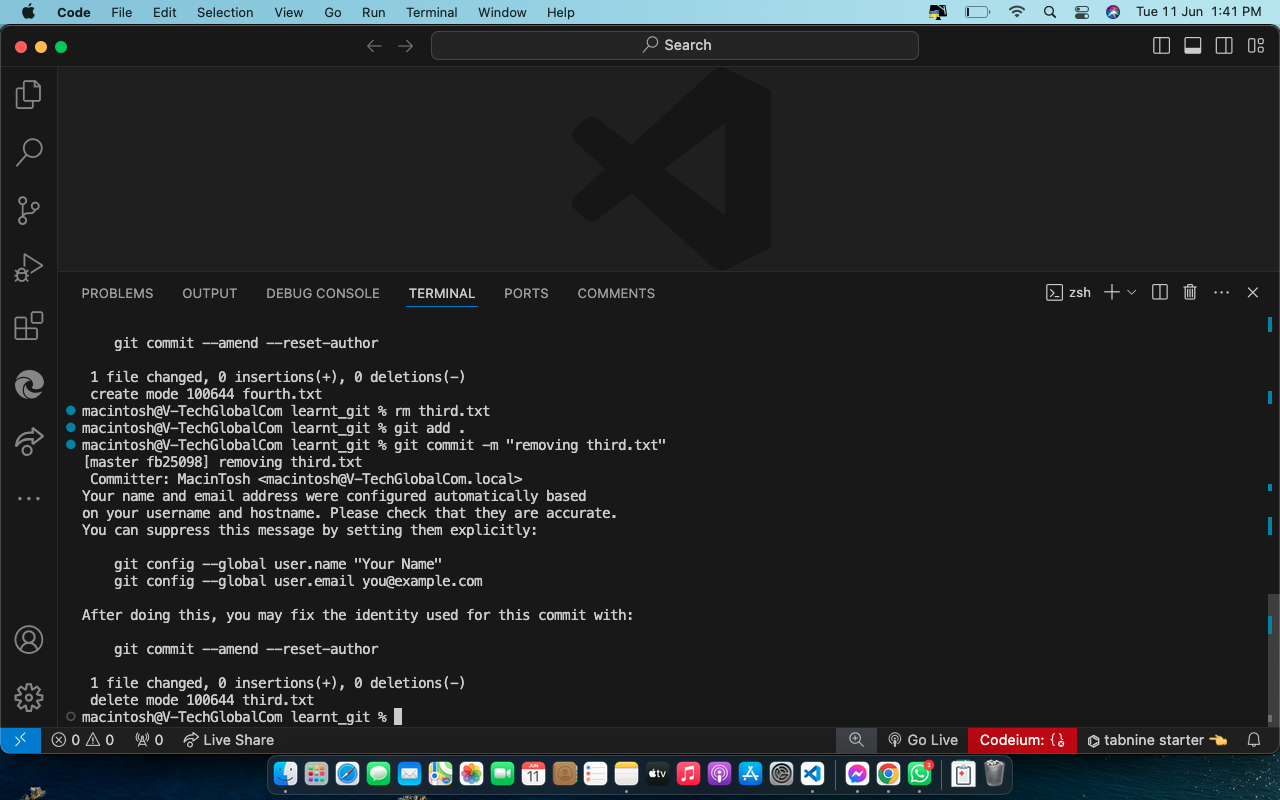 Code File Edit Selection View Go Run Terminal Window Help Tue 11 Jun 1:41 PM
Search
PROBLEMS OUTPUT DEBUG CONSOLE TERMINAL PORTS COMMENTS zsh
git commit --amend --reset-author
1 file changed, 0 insertions(+), 0 deletions(-)
create mode 100644 fourth.txt
macintosh@V-TechGlobalCom learnt_git % rm third.txt
macintosh@V-TechGlobalCom learnt_git % git add .
macintosh@V-TechGlobalCom learnt_git % git commit -m "removing third.txt"
[master fb25098] removing third.txt
Committer: MacinTosh <macintosh@V-TechGlobalCom.local>
Your name and email address were configured automatically based
on your username and hostname. Please check that they are accurate.
You can suppress this message by setting them explicitly:
git config --global user.name "Your Name"
git config --global user.email you@example.com
After doing this, you may fix the identity used for this commit with:
git commit --amend --reset-author
1 file changed, 0 insertions(+), 0 deletions(-)
delete mode 100644 third.txt
macintosh@V-TechGlobalCom learnt_git %
0 0 0 Live Share Go Live Codeium: {} tabnine starter
JUN
11
tv
2